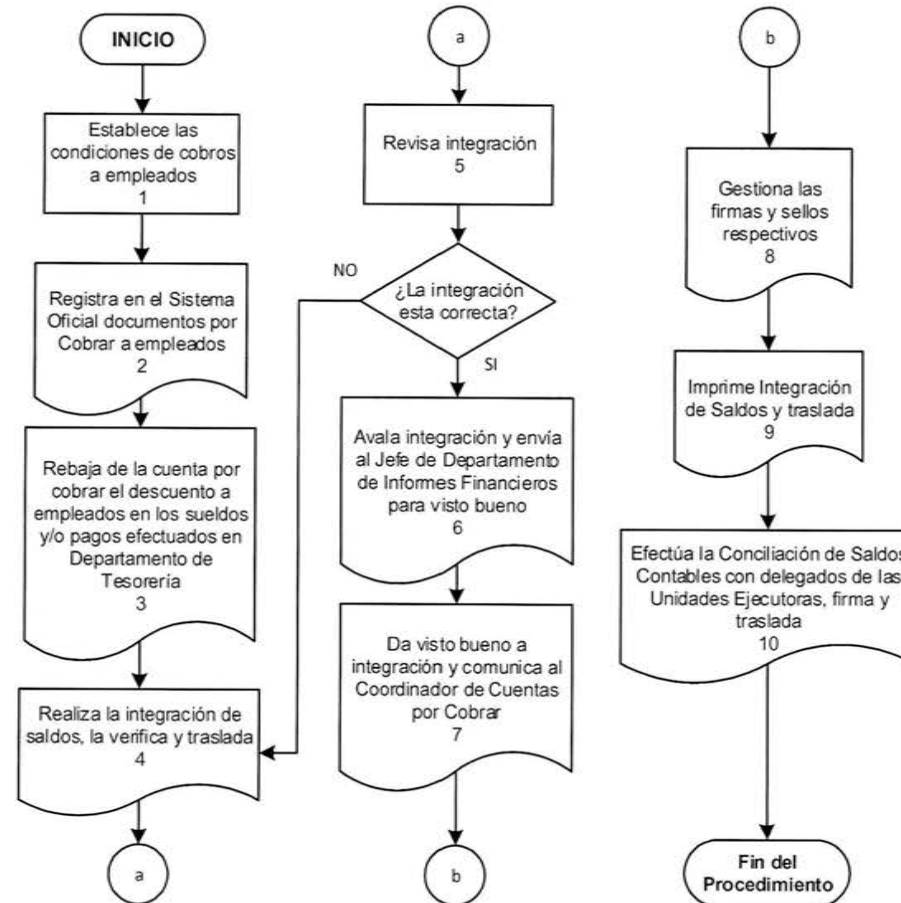 INICIO
Establece las
condiciones de cobros
a empleados
1
Registra en el Sistema
Oficial documentos por
Cobrar a empleados
2
Rebaja de la cuenta por
cobrar el descuento a
empleados en los sueldos
y/o pagos efectuados en
Departamento de
Tesorería
3
Realiza la integración de
saldos, la verifica y traslada
4
a
a
Revisa integración
5
¿La integración
esta correcta?
NO
SI
Avala integración y envía
al Jefe de Departamento
de Informes Financieros
para visto bueno
6
Da visto bueno a
integración y comunica al
Coordinador de Cuentas
por Cobrar
7
b
b
Gestiona las
firmas y sellos
respectivos
8
Imprime Integración
de Saldos y traslada
9
Efectúa la Conciliación de Saldos
Contables con delegados de las
Unidades Ejecutoras, firma y
traslada
10
Fin del
Procedimiento